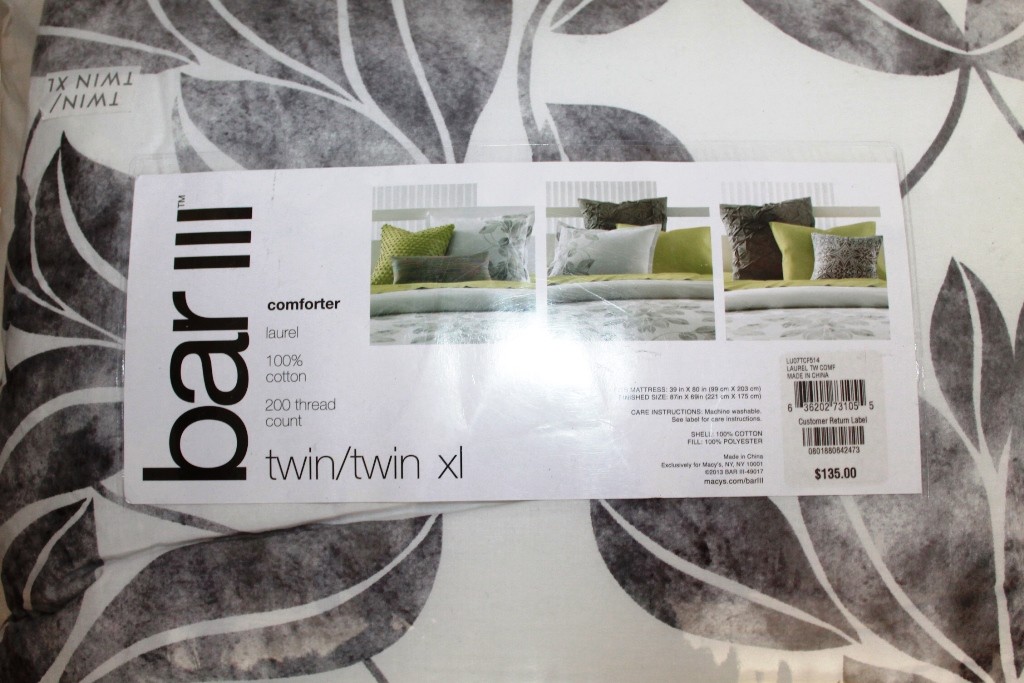 TWIN/
TWIN XL
bar III™
comforter
laurel
100%
cotton
200 thread
count
twin/twin xl
MATTRESS: 39 in X 80 in (99 cm X 203 cm)
FINISHED SIZE: 87in X 69in (221 cm X 175 cm)
CARE INSTRUCTIONS: Machine washable.
See label for care instructions.
SHELL: 100% COTTON
FILL: 100% POLYESTER
Made in China
Exclusively for Macy's, NY, NY 10001
©2013 BAR III-49017
macys.com/barIII
LU07TCF514
LAUREL TW COMF
MADE IN CHINA
6 36202 73105 5
Customer Return Label
0801880642473
$135.00